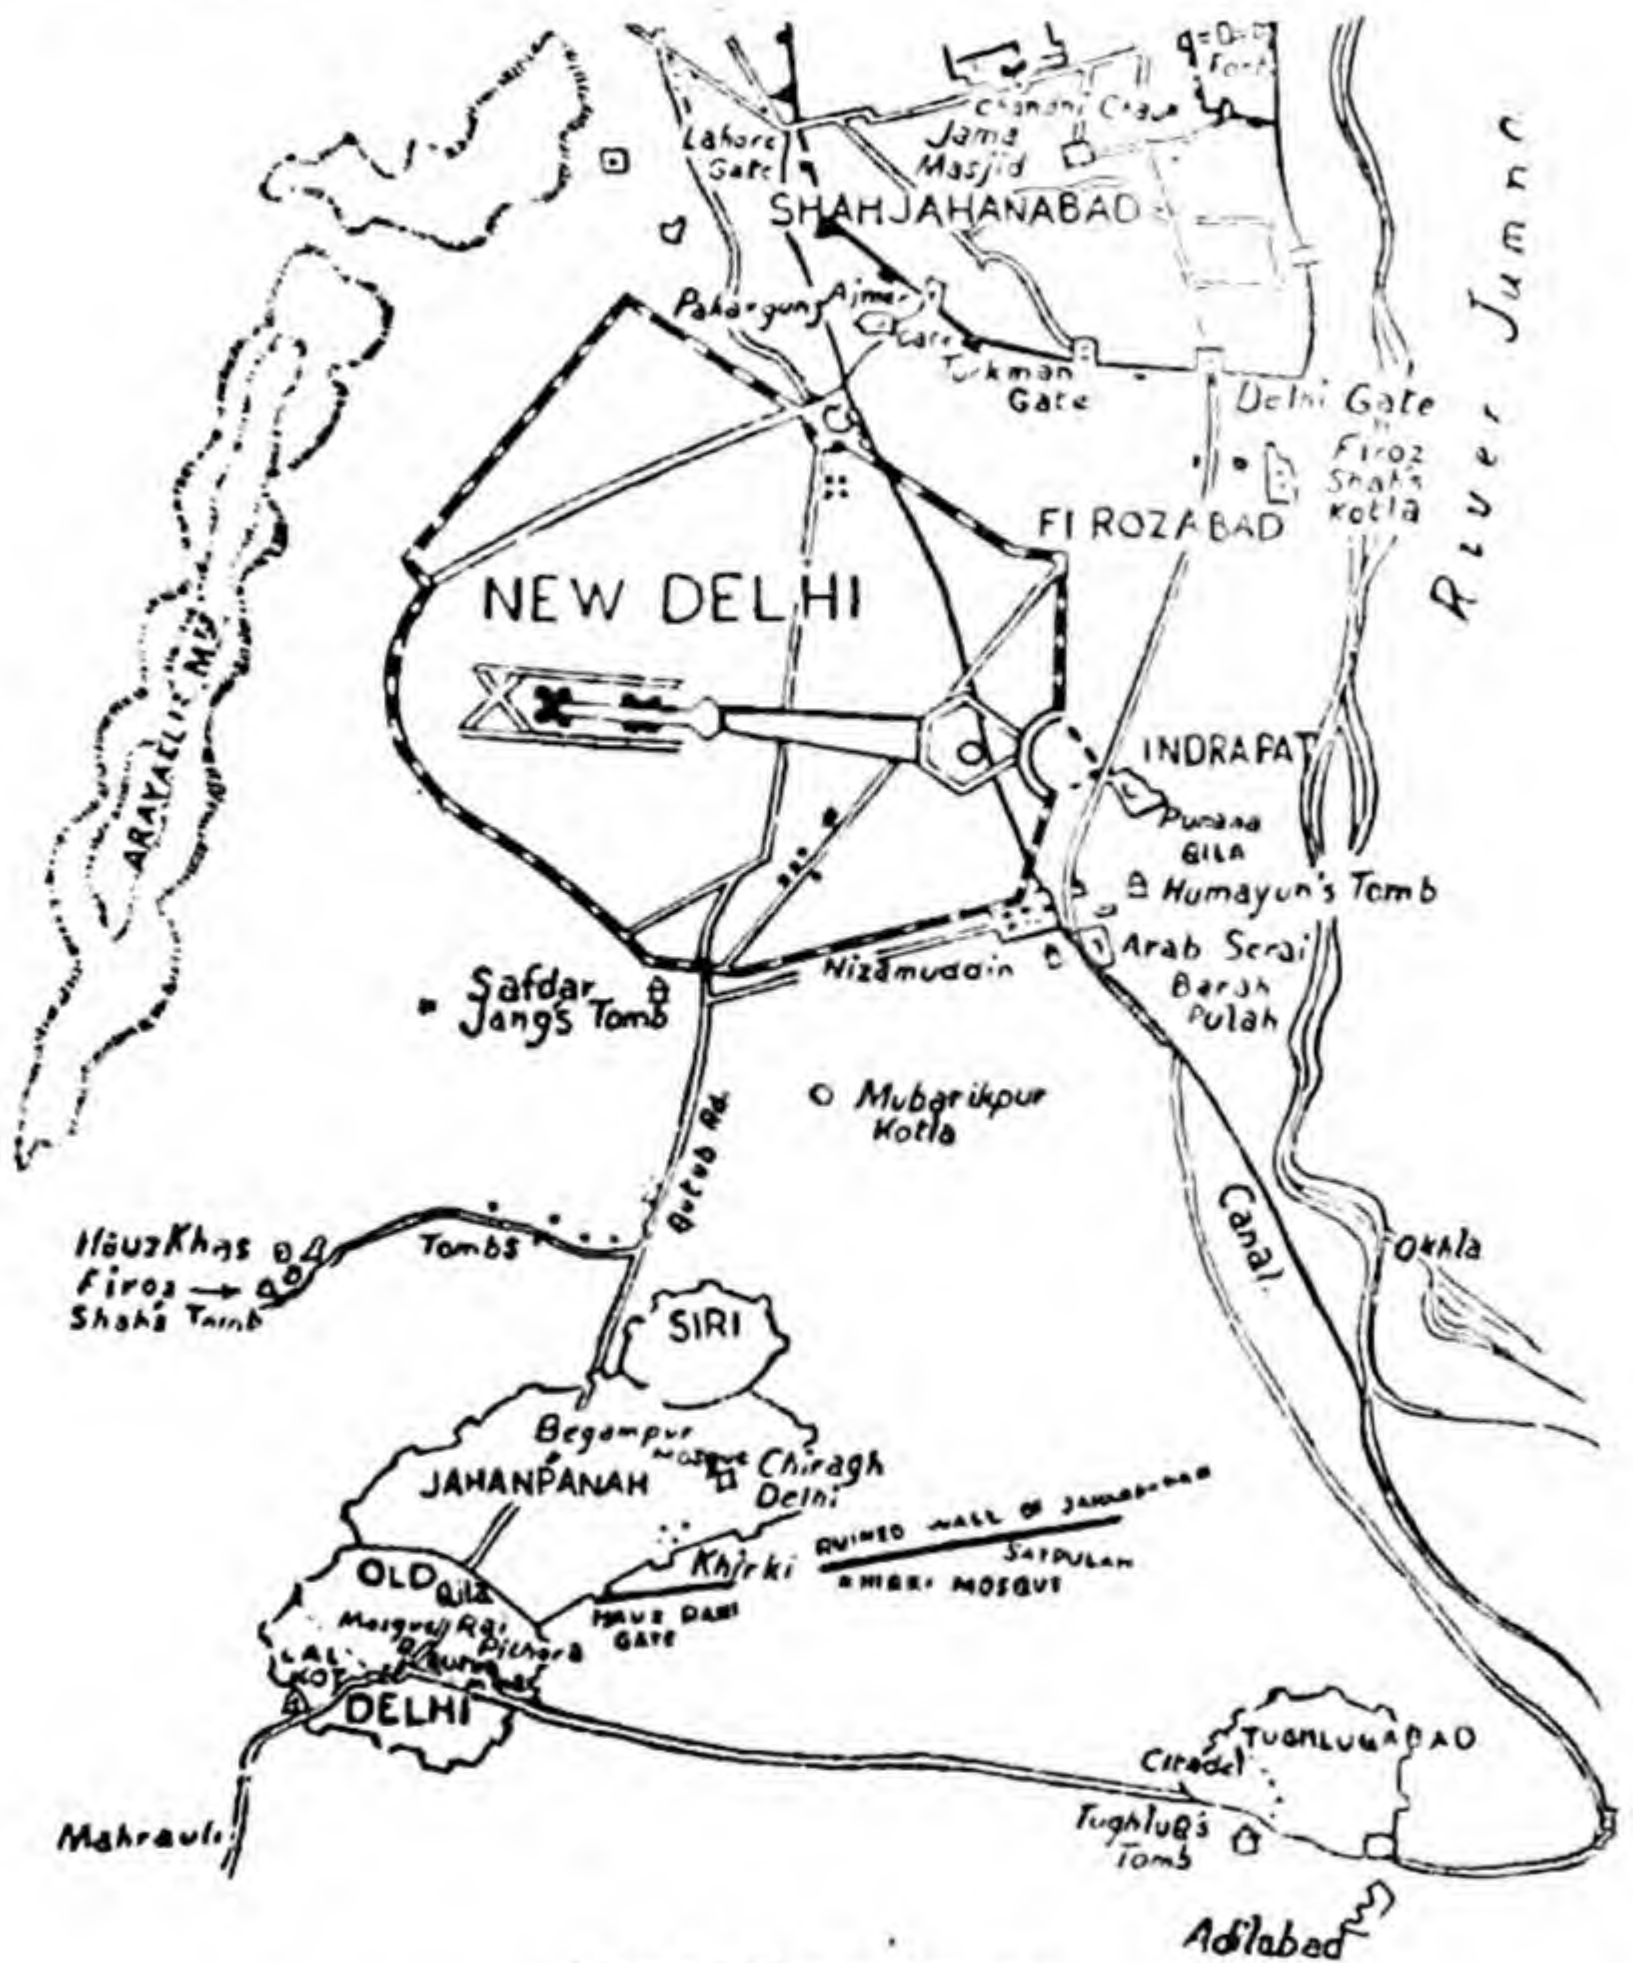 Fort
Chandni Chauk
Lahore
Gate
Jama
Masjid
SHAHJAHANABAD
River Jumna
Pahargunj
Ajmer
Gate
Turkman
Gate
Delhi Gate
Firoz
Shah's
Kotla
FIROZABAD
NEW DELHI
INDRAPAT
Purana
QILA
Humayun's Tomb
Arab Serai
Barah
Pulah
Nizamuddin
Safdar
Jang's Tomb
Mubarikpur
Kotla
Qutub Rd.
Canal.
Okhla
Hauz Khas
Firoz
Shah's Tomb
Tombs
SIRI
Begampur
Mosque
Chiragh
Delhi
JAHANPANAH
RUINED WALL OF
SATPULAH
KHIRKI MOSQUE
Khirki
HAUZ RANI
GATE
OLD
Qila
Rai
Pithora
LAL
KOT
DELHI
TUGHLUQABAD
Citadel
Tughluq's
Tomb
Mahrauli
Adilabad